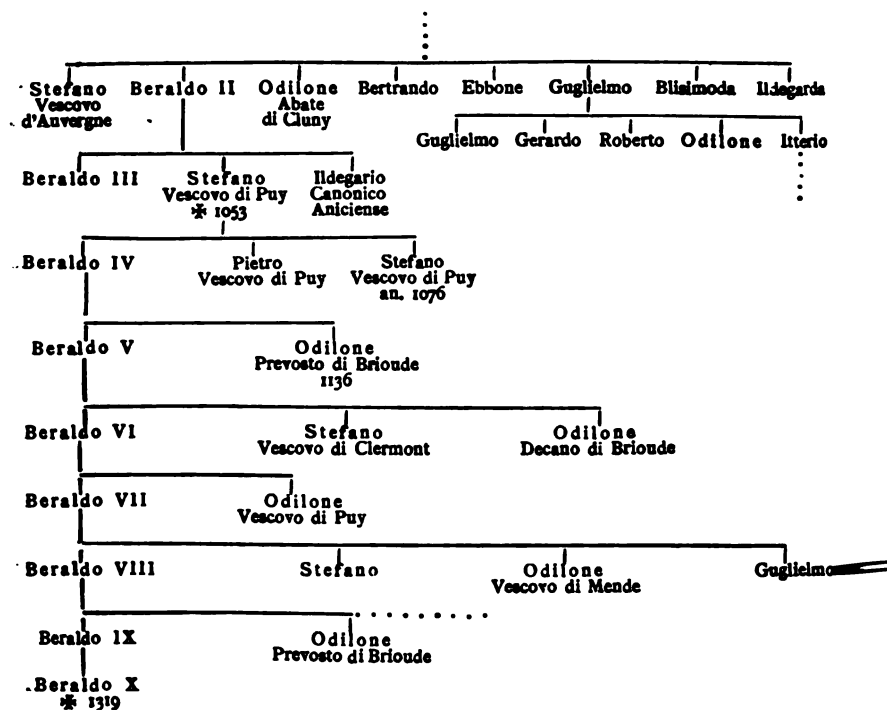 Stefano Beraldo II Odilone Bertrando Ebbone Guglielmo Blisimoda Ildegarda
Vescovo Abate
d'Auvergne di Cluny
Guglielmo Gerardo Roberto Odilone Itterio
Beraldo III Stefano Ildegario
Vescovo di Puy Canonico
✠ 1053 Aniciense
Beraldo IV Pietro Stefano
Vescovo di Puy Vescovo di Puy
an. 1076
Beraldo V Odilone
Prevosto di Brioude
1136
Beraldo VI Stefano Odilone
Vescovo di Clermont Decano di Brioude
Beraldo VII Odilone
Vescovo di Puy
Beraldo VIII Stefano Odilone Guglielmo
Vescovo di Mende
Beraldo IX Odilone
Prevosto di Brioude
Beraldo X
✠ 1319